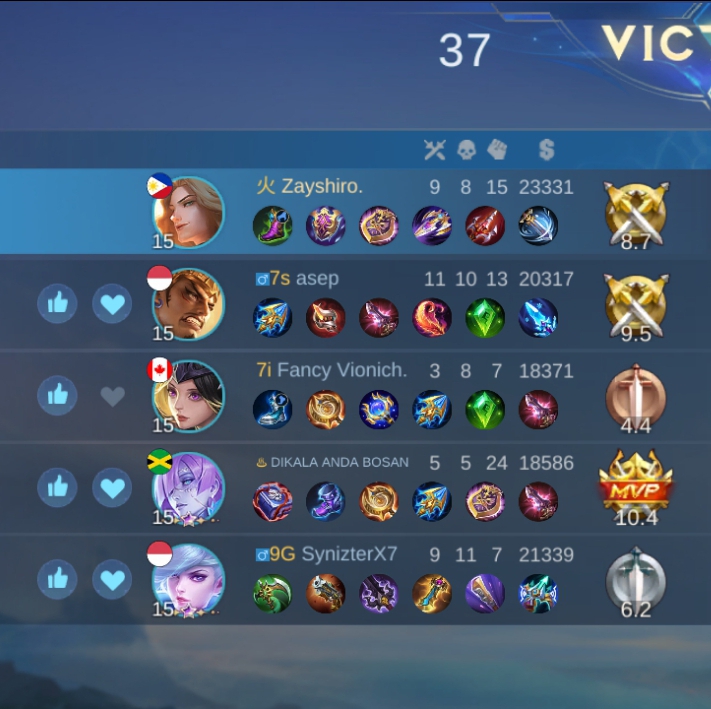 37 VIC
火 Zayshiro. 9 8 15 23331
15 8.7
7s asep 11 10 13 20317
15 9.5
7i Fancy Vionich. 3 8 7 18371
15 4.4
DIKALA ANDA BOSAN 5 5 24 18586
MVP
15 10.4
9G SynizterX7 9 11 7 21339
15 6.2